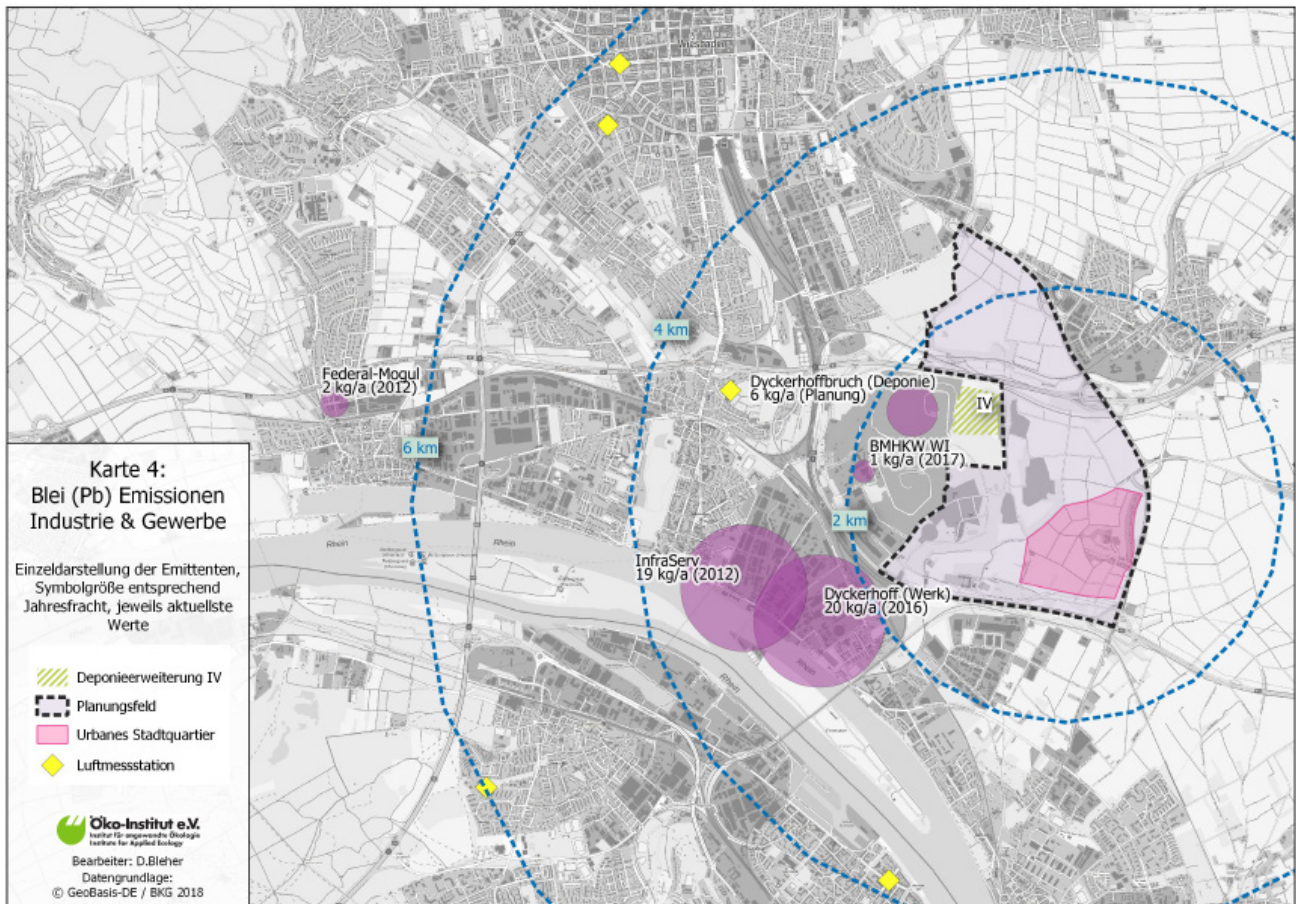 Wiesbaden
4 km
Federal-Mogul
2 kg/a (2012)
Dyckerhoffbruch (Deponie)
6 kg/a (Planung)
IV
6 km
BMHKW WI
1 kg/a (2017)
2 km
InfraServ
19 kg/a (2012)
Dyckerhoff (Werk)
20 kg/a (2016)
Rhein
Rhein
Rhein
Rhein
Karte 4:
Blei (Pb) Emissionen
Industrie & Gewerbe
Einzeldarstellung der Emittenten,
Symbolgröße entsprechend
Jahresfracht, jeweils aktuellste
Werte
Deponieerweiterung IV
Planungsfeld
Urbanes Stadtquartier
Luftmessstation
Öko-Institut e.V.
Institut für angewandte Ökologie
Institute for Applied Ecology
Bearbeiter: D.Bleher
Datengrundlage:
© GeoBasis-DE / BKG 2018